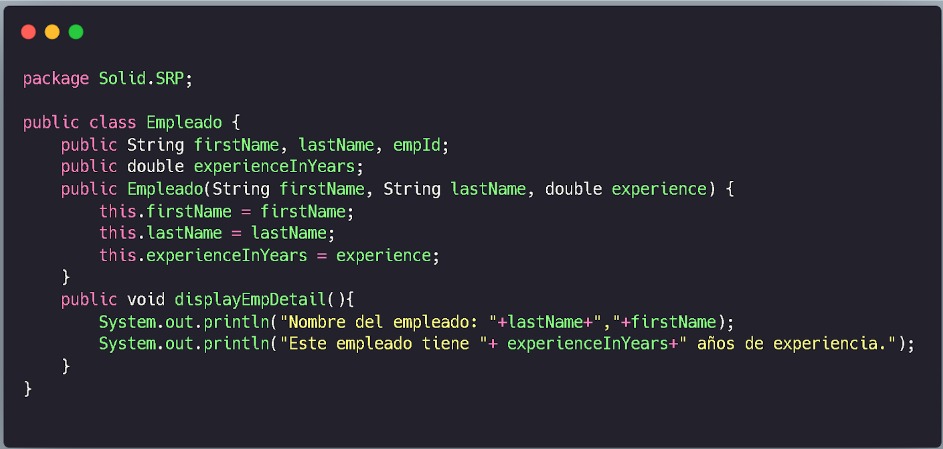 package Solid.SRP;
public class Empleado {
public String firstName, lastName, empId;
public double experienceInYears;
public Empleado(String firstName, String lastName, double experience) {
this.firstName = firstName;
this.lastName = lastName;
this.experienceInYears = experience;
}
public void displayEmpDetail(){
System.out.println("Nombre del empleado: "+lastName+","+firstName);
System.out.println("Este empleado tiene "+ experienceInYears+" años de experiencia.");
}
}